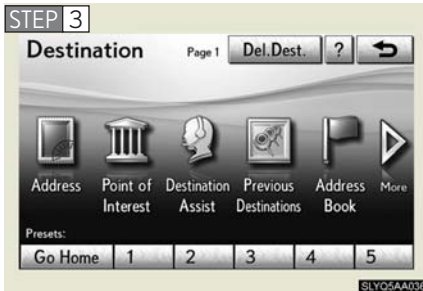 STEP 3
Destination Page 1 Del.Dest. ?
Address Point of Interest Destination Assist Previous Destinations Address Book More
Presets:
Go Home 1 2 3 4 5
SLYQ5AA036